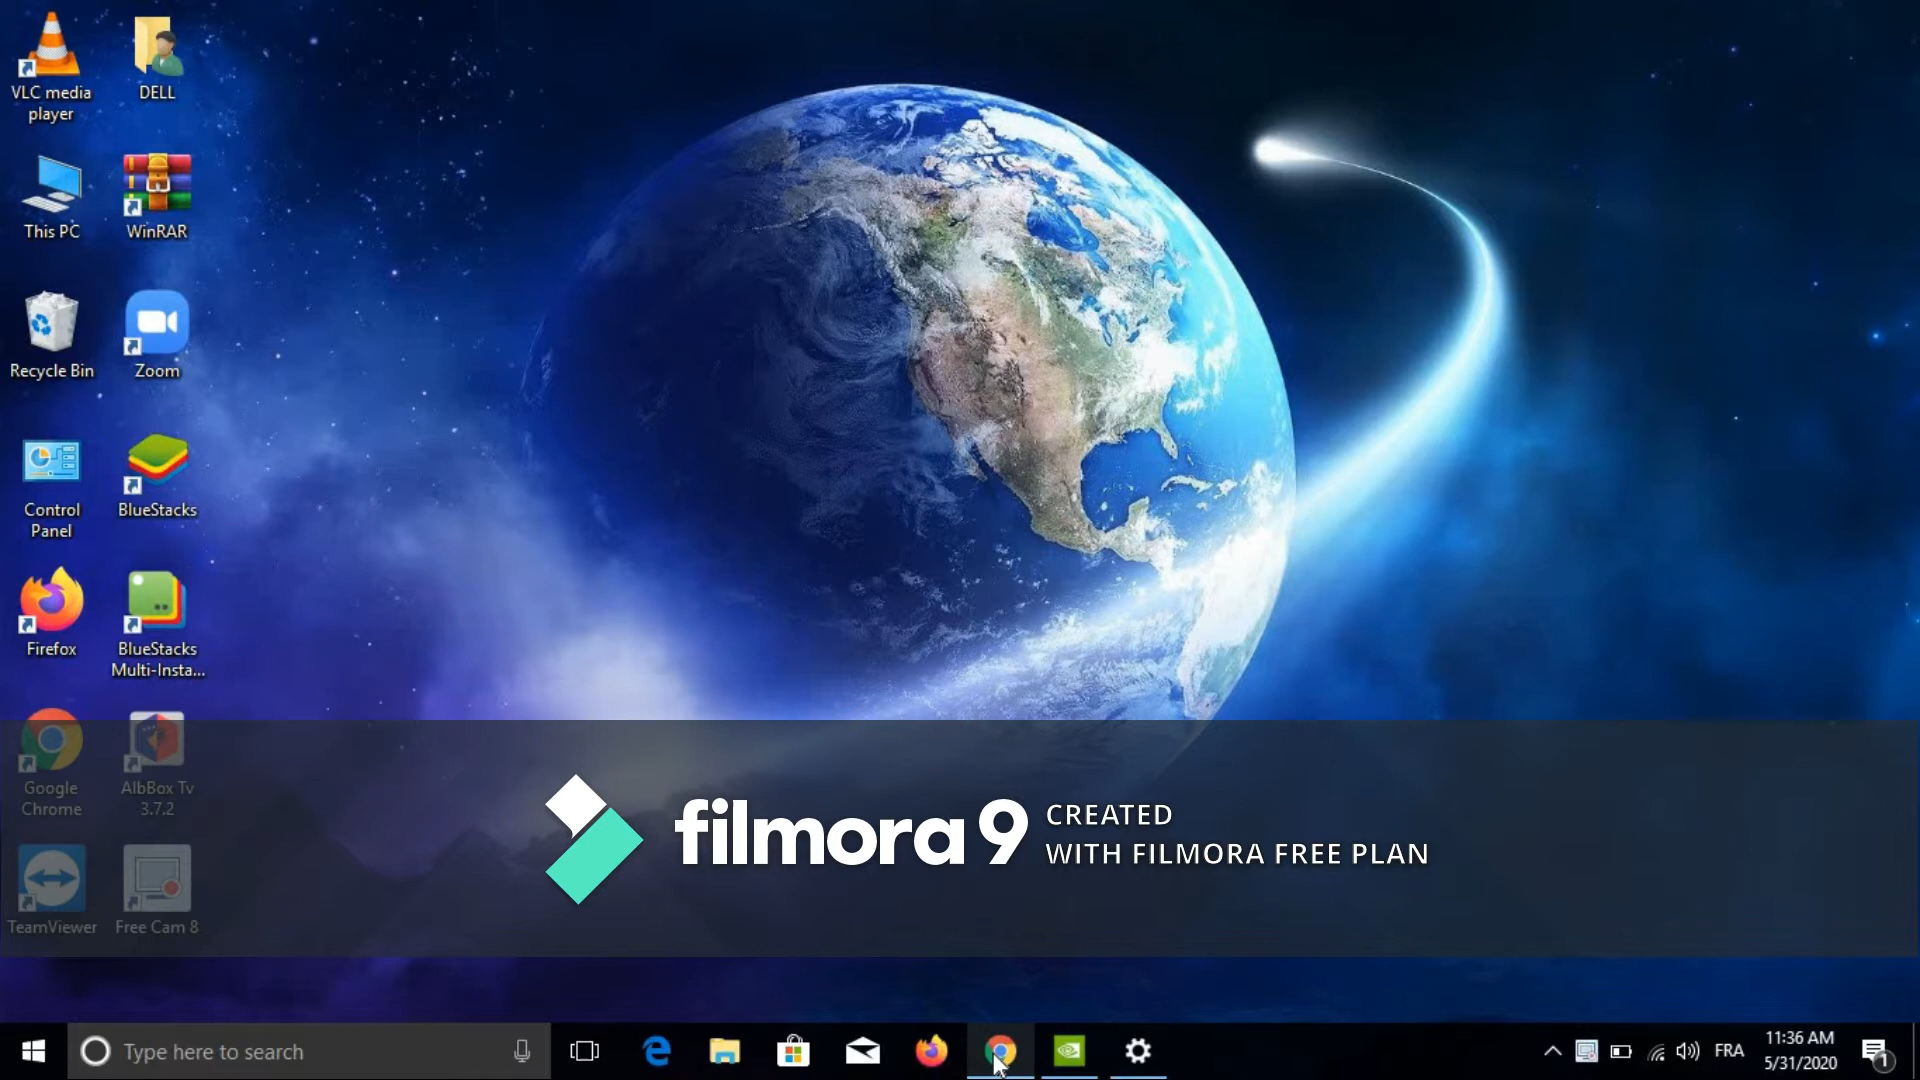 VLC media
player
DELL
This PC
WinRAR
Recycle Bin
Zoom
Control
Panel
BlueStacks
Firefox
BlueStacks
Multi-Insta...
Google
Chrome
AlbBox Tv
3.7.2
TeamViewer
Free Cam 8
filmora9
CREATED
WITH FILMORA FREE PLAN
Type here to search
FRA
11:36 AM
5/31/2020
1